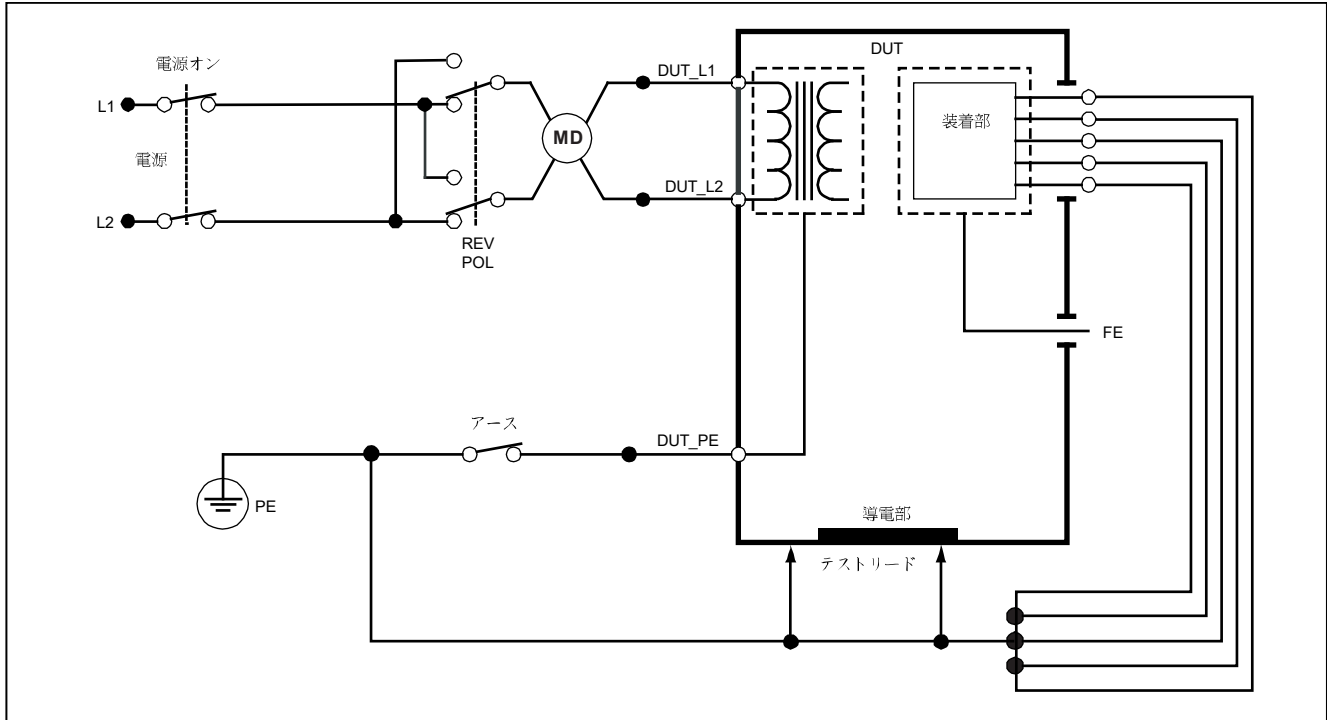 電源オン
L1
電源
L2
REV
POL
MD
DUT_L1
DUT_L2
DUT
装着部
FE
アース
DUT_PE
PE
導電部
テストリード